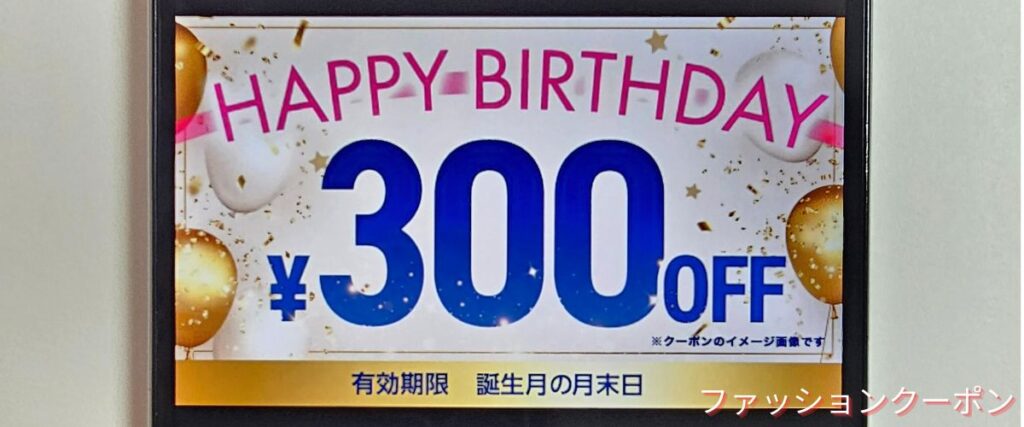 HAPPY BIRTHDAY
¥300OFF
※クーポンのイメージ画像です
有効期限 誕生月の月末日
ファッションクーポン